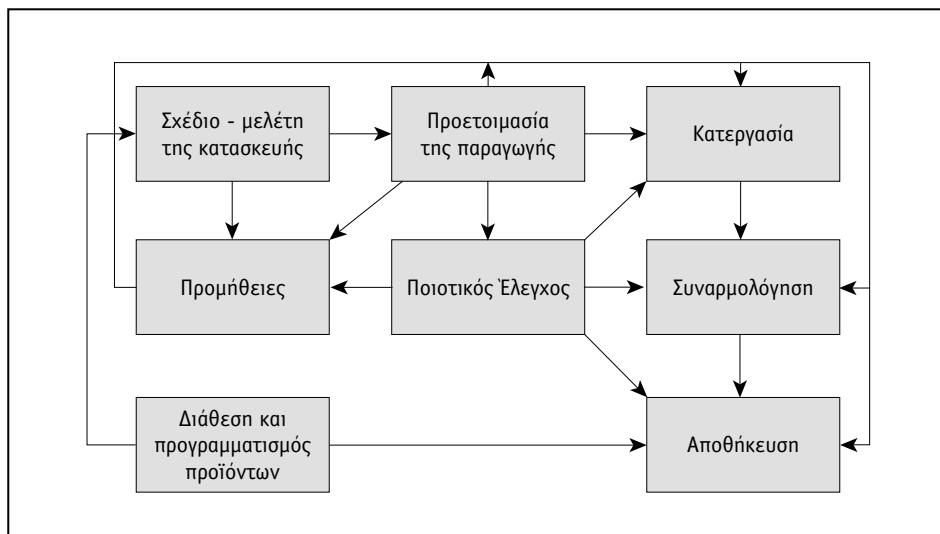 Σχέδιο - μελέτη
της κατασκευής
Προετοιμασία
της παραγωγής
Κατεργασία
Προμήθειες
Ποιοτικός Έλεγχος
Συναρμολόγηση
Διάθεση και
προγραμματισμός
προϊόντων
Αποθήκευση